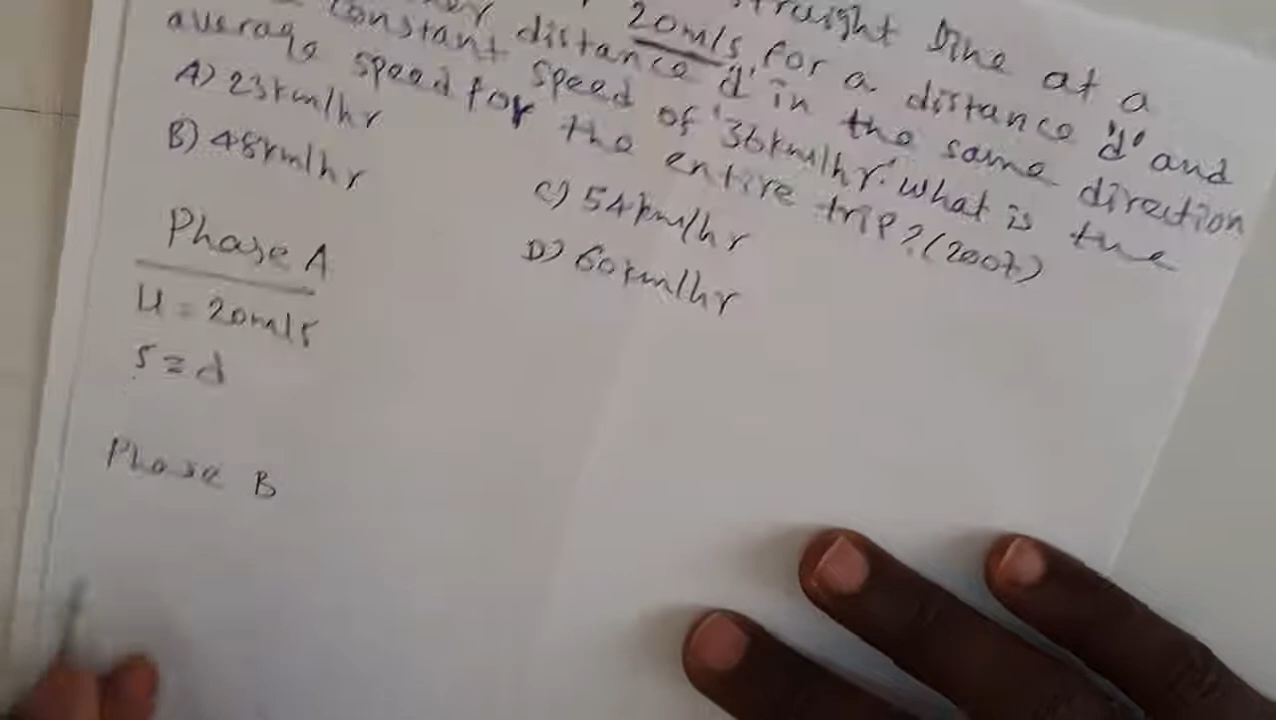 straight line at a
20m/s for a distance 'd' and
distance 'd' in the same direction
constant speed of '36km/hr. what is the
average speed for the entire trip? (2007)
A) 23km/hr
B) 48km/hr
C) 54km/hr
D) 60km/hr
Phase A
U = 20m/s
S = d
Phase B